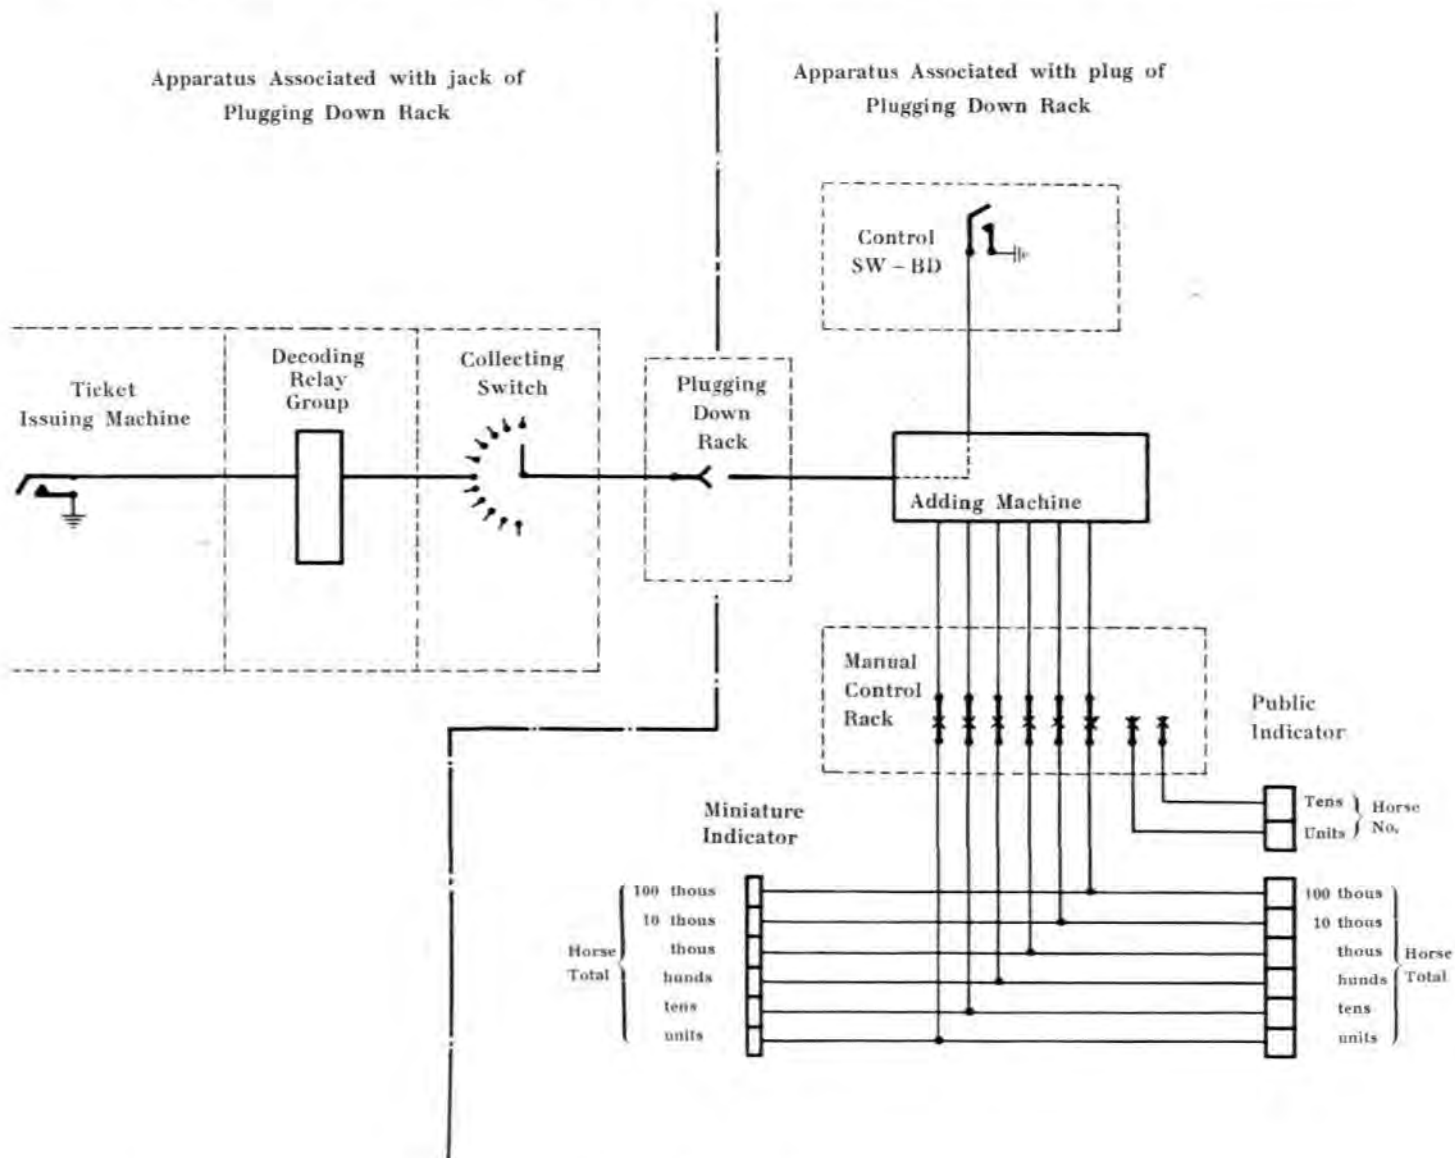 Apparatus Associated with jack of
Plugging Down Rack
Apparatus Associated with plug of
Plugging Down Rack
Control
SW – BD
Ticket
Issuing Machine
Decoding
Relay
Group
Collecting
Switch
Plugging
Down
Rack
Adding Machine
Manual
Control
Rack
Public
Indicator
Tens
Units
Horse
No.
Miniature
Indicator
100 thous
10 thous
thous
hunds
tens
units
Horse
Total
100 thous
10 thous
thous
hunds
tens
units
Horse
Total